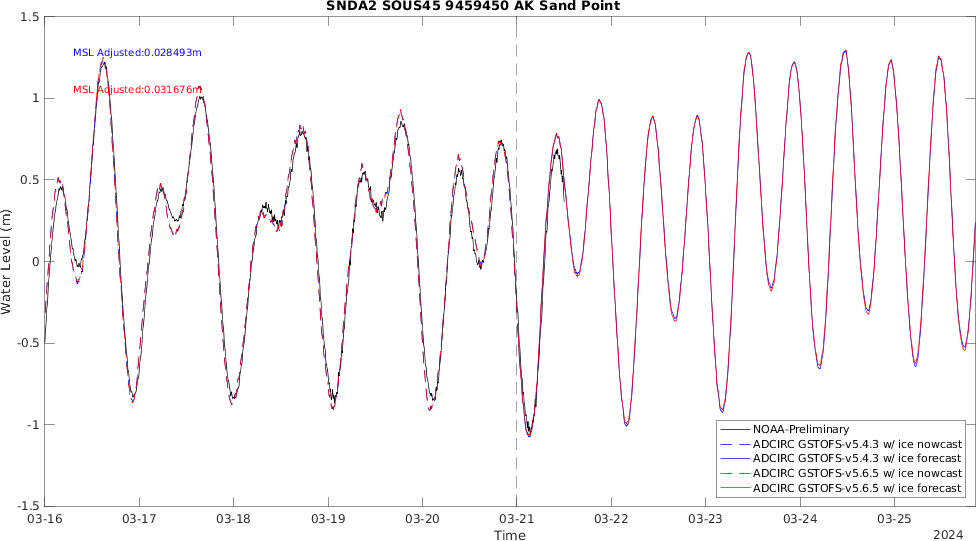 SNDA2 SOUS45 9459450 AK Sand Point
MSL Adjusted:0.028493m
MSL Adjusted:0.031676m
Water Level (m)
1.5
1
0.5
0
-0.5
-1
-1.5
NOAA-Preliminary
ADCIRC GSTOFS-v5.4.3 w/ ice nowcast
ADCIRC GSTOFS-v5.4.3 w/ ice forecast
ADCIRC GSTOFS-v5.6.5 w/ ice nowcast
ADCIRC GSTOFS-v5.6.5 w/ ice forecast
03-16 03-17 03-18 03-19 03-20 03-21 03-22 03-23 03-24 03-25
Time
2024